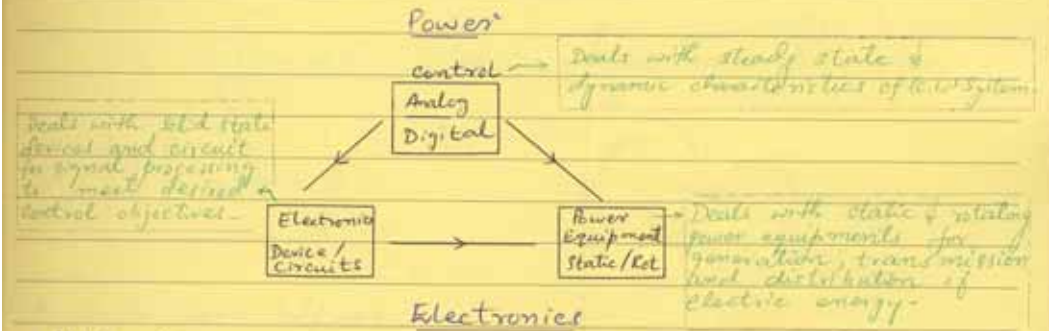 Power
control
Deals with steady state &
dynamic characteristics of System.
Analog
Digital
Deals with solid state
devices and circuit
for signal processing
to meet desired
control objectives.
Electronic
Device/
Circuits
Power
Equipment
Static/Rot
Deals with static & rotating
power equipments for
generation, transmission
and distribution of
electric energy.
Electronics